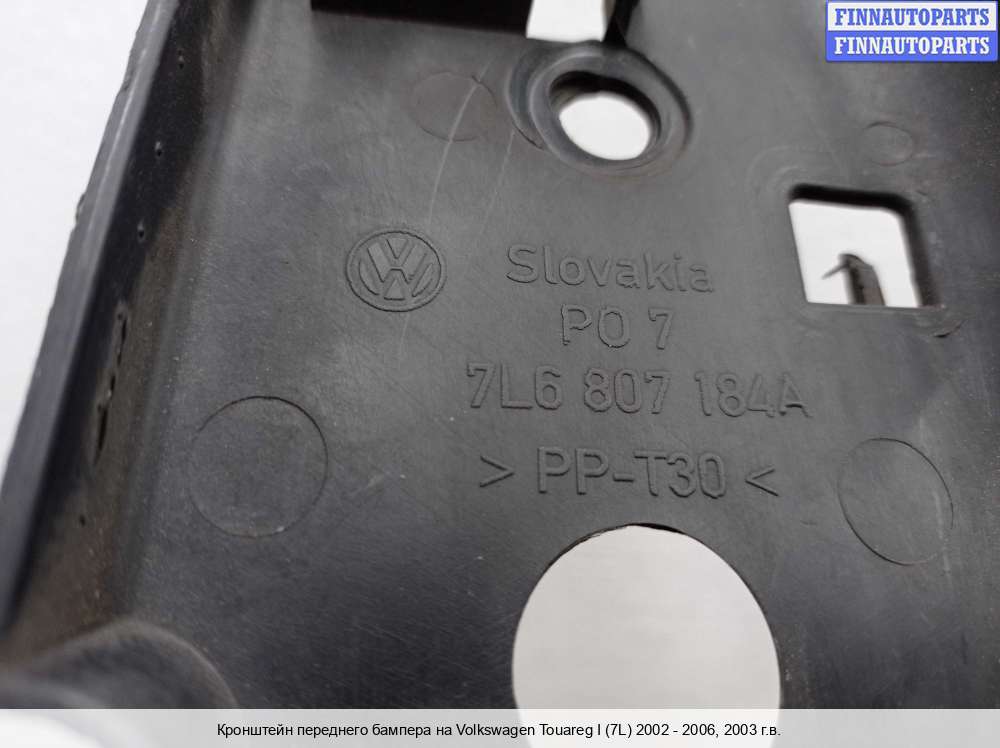 FINNAUTOPARTS
FINNAUTOPARTS
Slovakia
PO 7
7L6 807 184A
> PP-T30 <
Кронштейн переднего бампера на Volkswagen Touareg I (7L) 2002 - 2006, 2003 г.в.